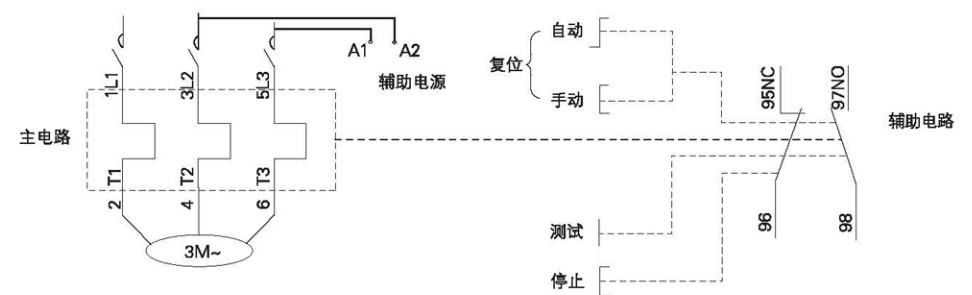 A1
A2
辅助电源
1L1
3L2
5L3
主电路
2 T1
4 T2
6 T3
3M~
复位
自动
手动
测试
停止
95NC
97NO
96
98
辅助电路